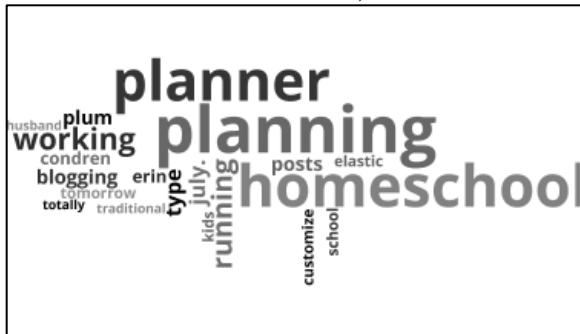 planner
husband
plum
planning
working
condren
posts
elastic
blogging
erin
type
july.
homeschool
tomorrow
kids
running
totally
traditional
customize
school